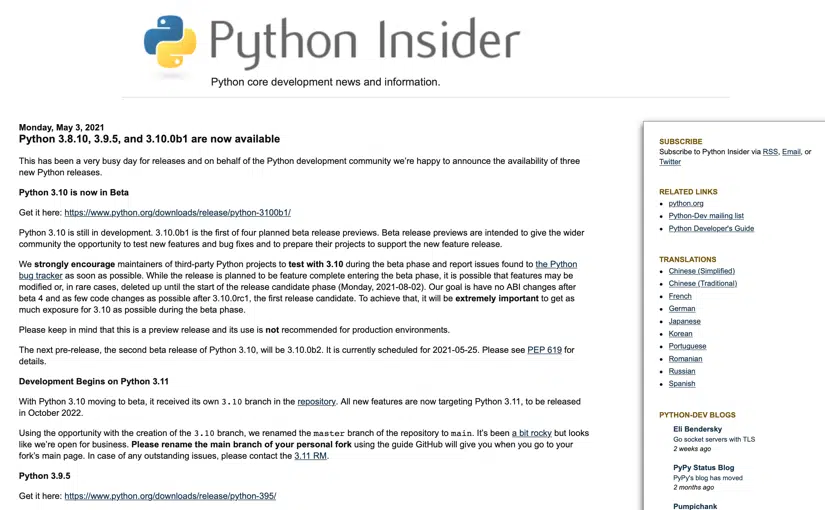 Python Insider
Python core development news and information.
Monday, May 3, 2021
Python 3.8.10, 3.9.5, and 3.10.0b1 are now available
This has been a very busy day for releases and on behalf of the Python development community we're happy to announce the availability of three
new Python releases.
Python 3.10 is now in Beta
Get it here: https://www.python.org/downloads/release/python-3100b1/
Python 3.10 is still in development. 3.10.0b1 is the first of four planned beta release previews. Beta release previews are intended to give the wider
community the opportunity to test new features and bug fixes and to prepare their projects to support the new feature release.
We strongly encourage maintainers of third-party Python projects to test with 3.10 during the beta phase and report issues found to the Python
bug tracker as soon as possible. While the release is planned to be feature complete entering the beta phase, it is possible that features may be
modified or, in rare cases, deleted up until the start of the release candidate phase (Monday, 2021-08-02). Our goal is have no ABI changes after
beta 4 and as few code changes as possible after 3.10.0rc1, the first release candidate. To achieve that, it will be extremely important to get as
much exposure for 3.10 as possible during the beta phase.
Please keep in mind that this is a preview release and its use is not recommended for production environments.
The next pre-release, the second beta release of Python 3.10, will be 3.10.0b2. It is currently scheduled for 2021-05-25. Please see PEP 619 for
details.
Development Begins on Python 3.11
With Python 3.10 moving to beta, it received its own 3.10 branch in the repository. All new features are now targeting Python 3.11, to be released
in October 2022.
Using the opportunity with the creation of the 3.10 branch, we renamed the master branch of the repository to main. It's been a bit rocky but looks
like we're open for business. Please rename the main branch of your personal fork using the guide GitHub will give you when you go to your
fork's main page. In case of any outstanding issues, please contact the 3.11 RM.
Python 3.9.5
Get it here: https://www.python.org/downloads/release/python-395/
SUBSCRIBE
Subscribe to Python Insider via RSS, Email, or
Twitter
RELATED LINKS
python.org
Python-Dev mailing list
Python Developer's Guide
TRANSLATIONS
Chinese (Simplified)
Chinese (Traditional)
French
German
Japanese
Korean
Portuguese
Romanian
Russian
Spanish
PYTHON-DEV BLOGS
Eli Bendersky
Go socket servers with TLS
2 weeks ago
PyPy Status Blog
PyPy's blog has moved
2 months ago
Pumpichank